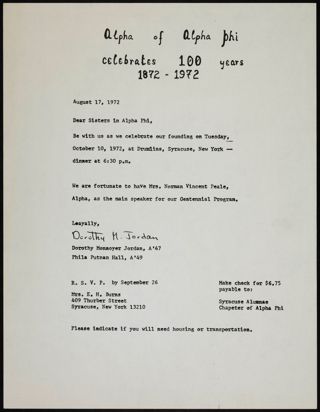 Alpha of Alpha Phi
celebrates 100 years
1872 - 1972
August 17, 1972
Dear Sisters in Alpha Phi,
Be with us as we celebrate our founding on Tuesday,
October 10, 1972, at Drumlins, Syracuse, New York —
dinner at 6:30 p.m.
We are fortunate to have Mrs. Norman Vincent Peale,
Alpha, as the main speaker for our Centennial Program.
Loyally,
Dorothy M. Jordan
Dorothy Jordan, A'47
Phila Putnam Hall, A'49
R. S. V. P. by September 26
Mrs. E. H. Burns
409 Thurber Street
Syracuse, New York 13210
Make check for $6.75
payable to:
Syracuse Alumnae
Chapeter of Alpha Phi
Please indicate if you will need housing or transportation.